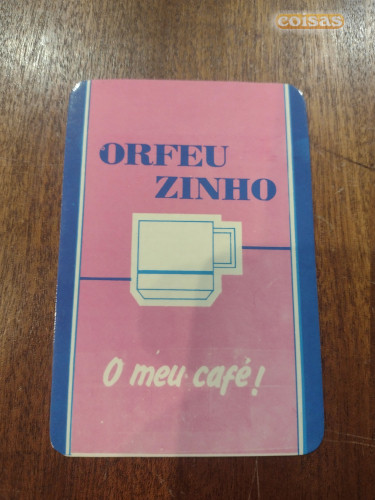 coisas
ORFEU
ZINHO
O meu café!